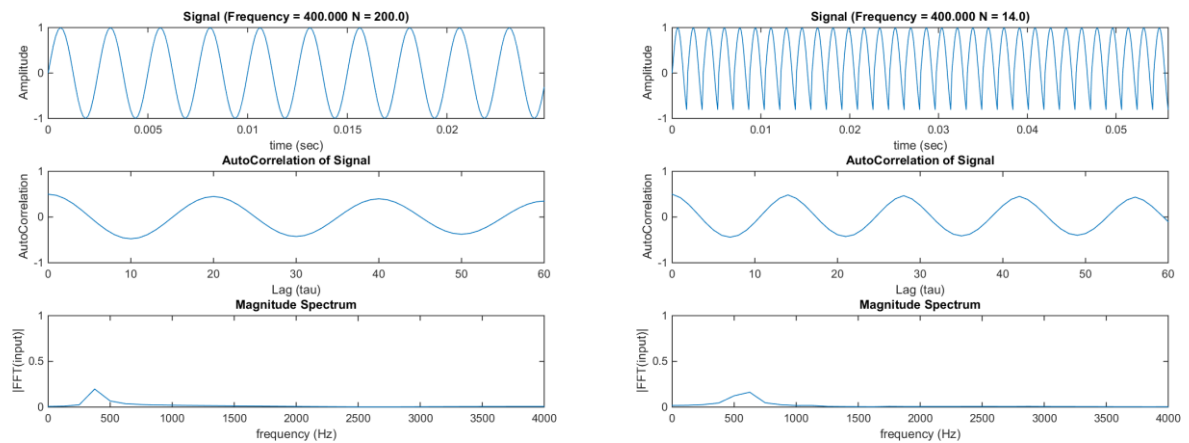 Signal (Frequency = 400.000 N = 200.0)
1
0
-1
Amplitude
0 0.005 0.01 0.015 0.02
time (sec)
AutoCorrelation of Signal
1
0
-1
AutoCorrelation
0 10 20 30 40 50 60
Lag (tau)
Magnitude Spectrum
1
0.5
0
|FFT(input)|
0 500 1000 1500 2000 2500 3000 3500 4000
frequency (Hz)
Signal (Frequency = 400.000 N = 14.0)
1
0
-1
Amplitude
0 0.01 0.02 0.03 0.04 0.05
time (sec)
AutoCorrelation of Signal
1
0
-1
AutoCorrelation
0 10 20 30 40 50 60
Lag (tau)
Magnitude Spectrum
1
0.5
0
|FFT(input)|
0 500 1000 1500 2000 2500 3000 3500 4000
frequency (Hz)